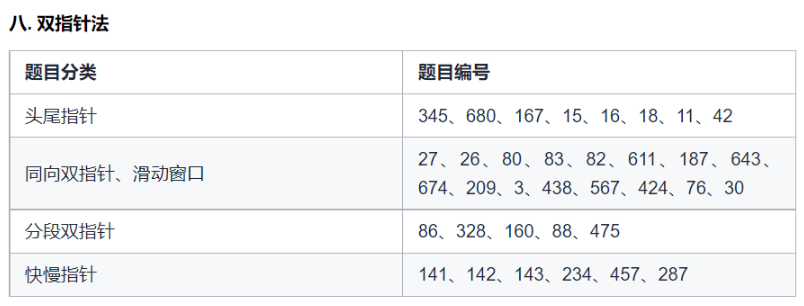 八. 双指针法
题目分类 题目编号
头尾指针 345、680、167、15、16、18、11、42
同向双指针、滑动窗口 27、26、80、83、82、611、187、643、
674、209、3、438、567、424、76、30
分段双指针 86、328、160、88、475
快慢指针 141、142、143、234、457、287